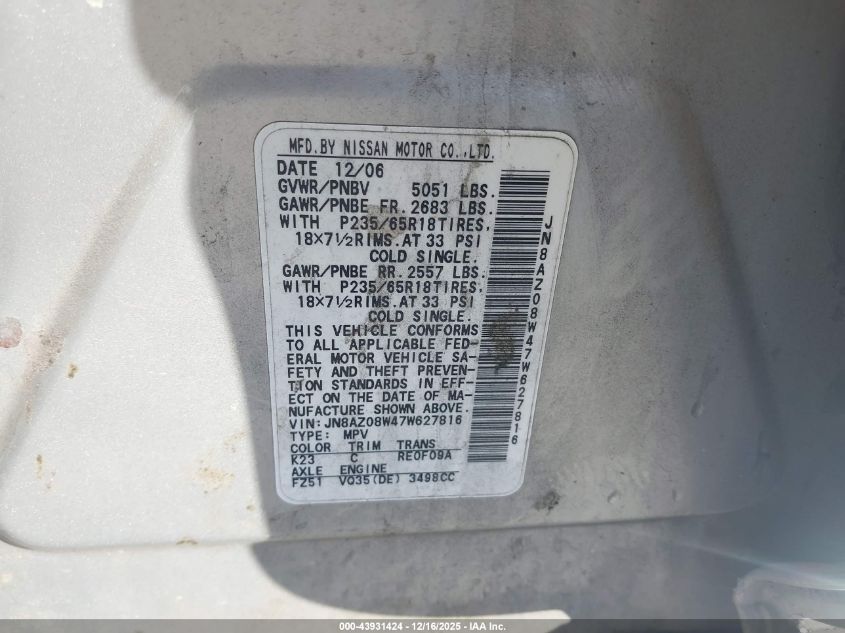 MFD.BY NISSAN MOTOR CO.,LTD.
DATE 12/06
GVWR/PNBV 5051 LBS.
GAWR/PNBE FR. 2683 LBS.
WITH P235/65R18TIRES,
18×7½RIMS.AT 33 PSI
COLD SINGLE.
GAWR/PNBE RR. 2557 LBS.
WITH P235/65R18TIRES,
18×7½RIMS.AT 33 PSI
COLD SINGLE.
THIS VEHICLE CONFORMS
TO ALL APPLICABLE FED-
ERAL MOTOR VEHICLE SA-
FETY AND THEFT PREVEN-
TION STANDARDS IN EFF-
ECT ON THE DATE OF MA-
NUFACTURE SHOWN ABOVE.
VIN:JN8AZ08W47W627816
TYPE: MPV
COLOR TRIM TRANS
K23 C RE0F09A
AXLE ENGINE
FZ51 VQ35(DE) 3498CC
JN8AZ08W47W627816
000-43931424 - 12/16/2025 - IAA Inc.